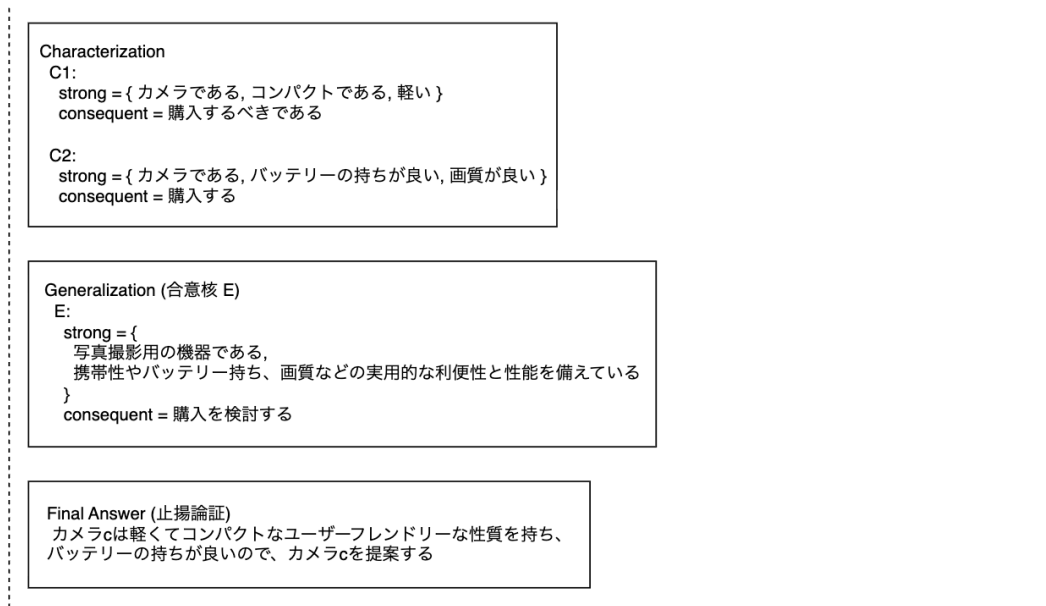 Characterization
C1:
strong = { カメラである, コンパクトである, 軽い }
consequent = 購入するべきである
C2:
strong = { カメラである, バッテリーの持ちが良い, 画質が良い }
consequent = 購入する
Generalization (合意核 E)
E:
strong = {
写真撮影用の機器である,
携帯性やバッテリー持ち、画質などの実用的な利便性と性能を備えている
}
consequent = 購入を検討する
Final Answer (止揚論証)
カメラcは軽くてコンパクトなユーザーフレンドリーな性質を持ち、
バッテリーの持ちが良いので、カメラcを提案する